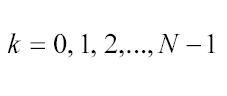 k = 0, 1, 2,..., N − 1